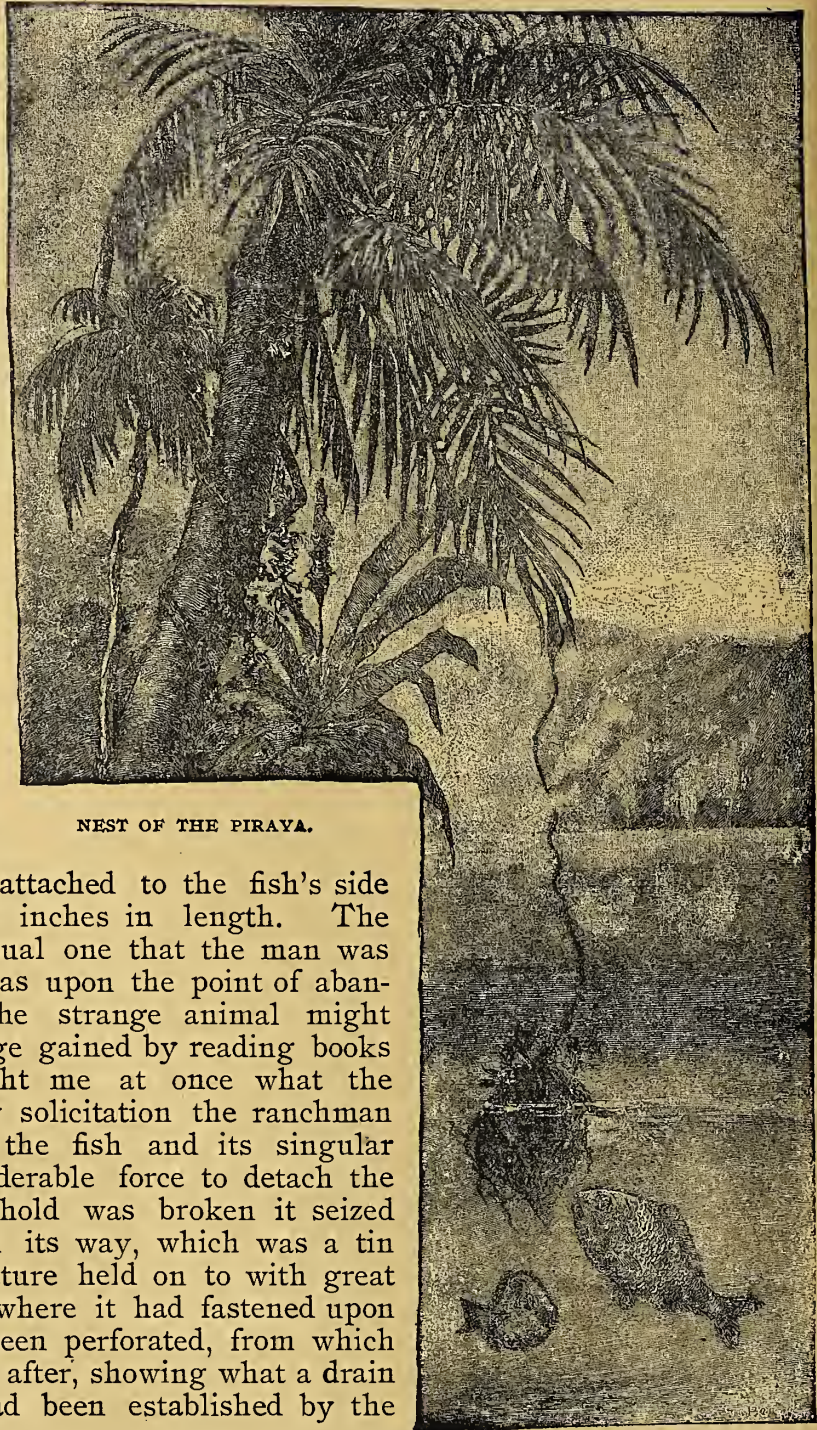 NEST OF THE PIRAYA.
attached to the fish's side
inches in length. The
ual one that the man was
as upon the point of aban-
he strange animal might
ge gained by reading books
ht me at once what the
solicitation the ranchman
the fish and its singular
derable force to detach the
hold was broken it seized
its way, which was a tin
ture held on to with great
where it had fastened upon
een perforated, from which
after, showing what a drain
ad been established by the